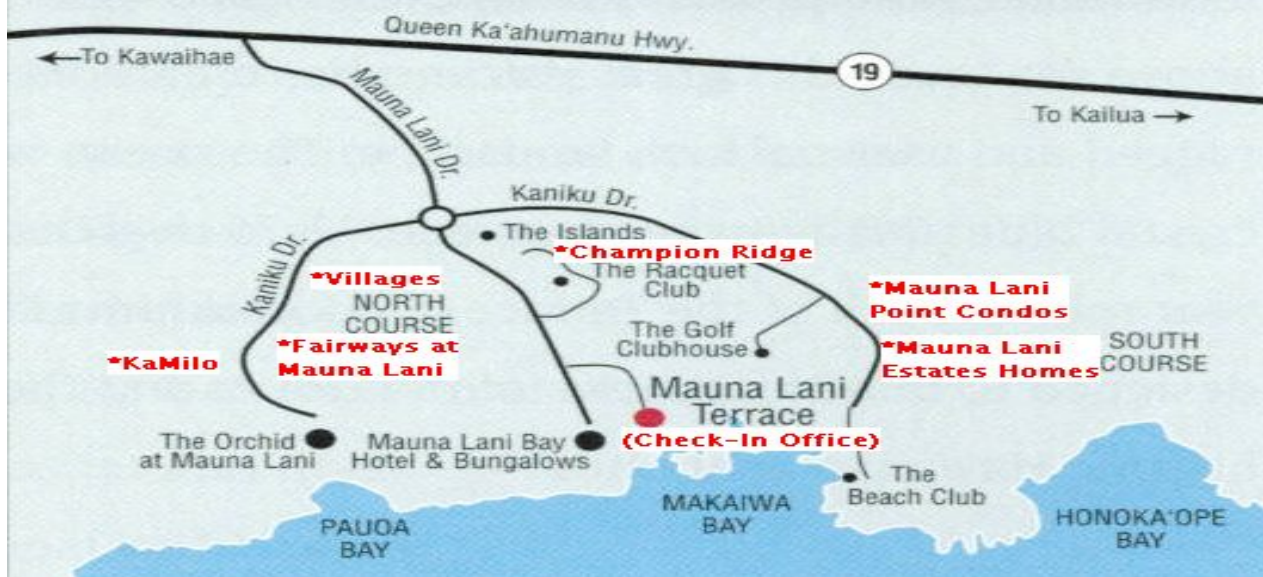 Queen Ka'ahumanu Hwy.
←To Kawaihae
19
To Kailua →
Mauna Lani Dr.
Kaniku Dr.
Kaniku Dr.
The Islands
*Champion Ridge
The Racquet
Club
*Villages
NORTH
COURSE
*Mauna Lani
Point Condos
The Golf
Clubhouse
*Fairways at
Mauna Lani
*KaMilo
*Mauna Lani
Estates Homes
SOUTH
COURSE
Mauna Lani
Terrace
(Check-In Office)
The Orchid
at Mauna Lani
Mauna Lani Bay
Hotel & Bungalows
The
Beach Club
PAUOA
BAY
MAKAIWA
BAY
HONOKA'OPE
BAY